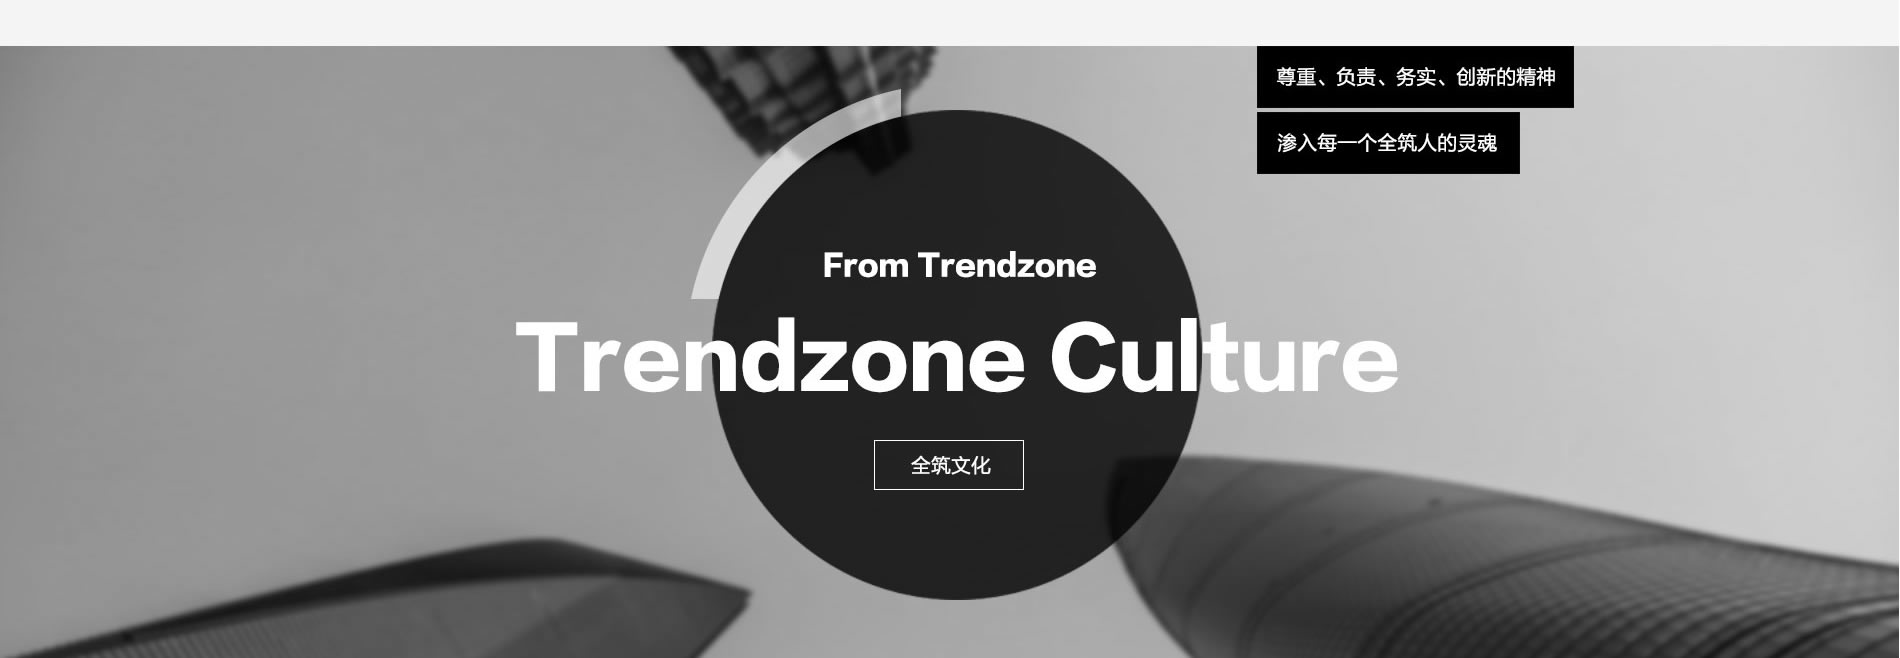 尊重、负责、务实、创新的精神
渗入每一个全筑人的灵魂
From Trendzone
Trendzone Culture
全筑文化